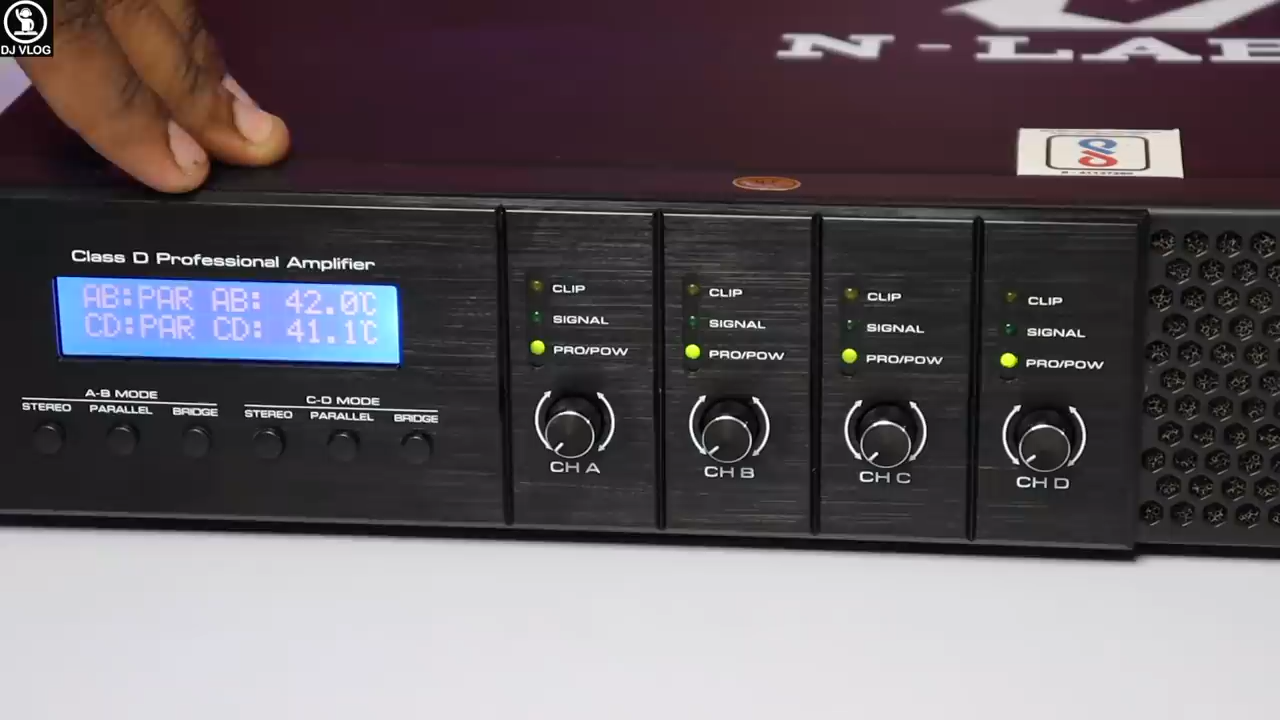 DJ VLOG
N-LAB
Class D Professional Amplifier
AB:PAR AB: 42.0℃
CD:PAR CD: 41.1℃
A-B MODE
STEREO PARALLEL BRIDGE
C-D MODE
STEREO PARALLEL BRIDGE
CLIP
SIGNAL
PRO/POW
CH A
CLIP
SIGNAL
PRO/POW
CH B
CLIP
SIGNAL
PRO/POW
CH C
CLIP
SIGNAL
PRO/POW
CH D